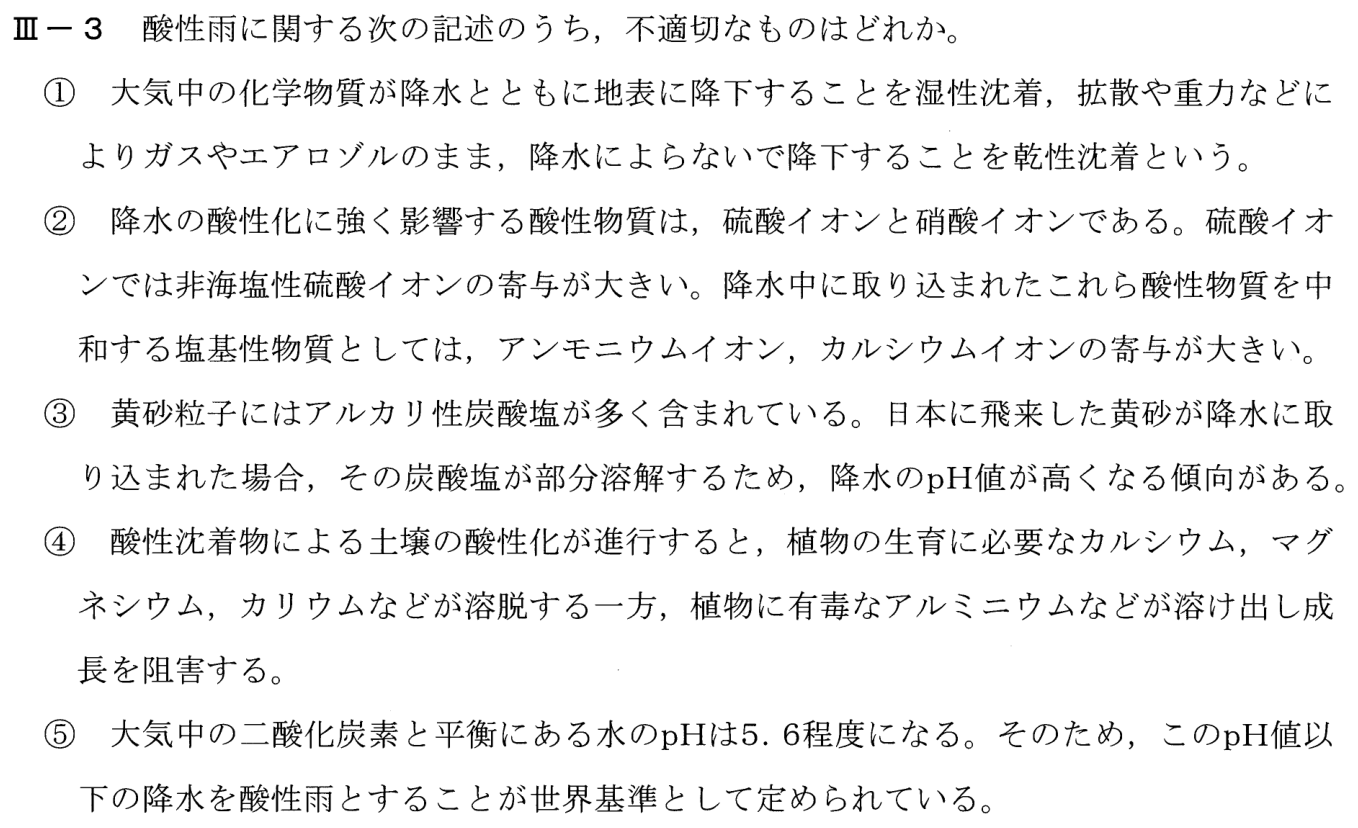 Ⅲ－3　酸性雨に関する次の記述のうち，不適切なものはどれか。
①　大気中の化学物質が降水とともに地表に降下することを湿性沈着，拡散や重力などに
よりガスやエアロゾルのまま，降水によらないで降下することを乾性沈着という。
②　降水の酸性化に強く影響する酸性物質は，硫酸イオンと硝酸イオンである。硫酸イオ
ンでは非海塩性硫酸イオンの寄与が大きい。降水中に取り込まれたこれら酸性物質を中
和する塩基性物質としては，アンモニウムイオン，カルシウムイオンの寄与が大きい。
③　黄砂粒子にはアルカリ性炭酸塩が多く含まれている。日本に飛来した黄砂が降水に取
り込まれた場合，その炭酸塩が部分溶解するため，降水のpH値が高くなる傾向がある。
④　酸性沈着物による土壌の酸性化が進行すると，植物の生育に必要なカルシウム，マグ
ネシウム，カリウムなどが溶脱する一方，植物に有毒なアルミニウムなどが溶け出し成
長を阻害する。
⑤　大気中の二酸化炭素と平衡にある水のpHは5.6程度になる。そのため，このpH値以
下の降水を酸性雨とすることが世界基準として定められている。